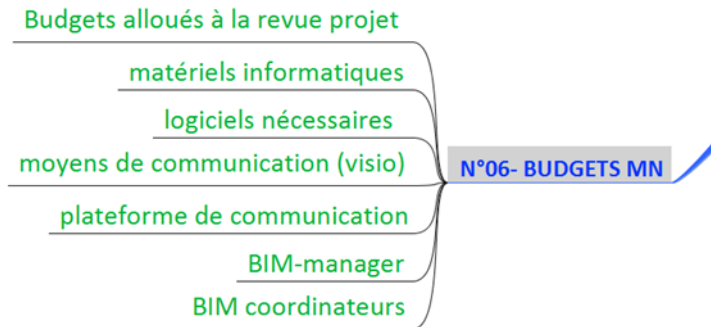 Budgets alloués à la revue projet
matériels informatiques
logiciels nécessaires
moyens de communication (visio)
N°06- BUDGETS MN
plateforme de communication
BIM-manager
BIM coordinateurs